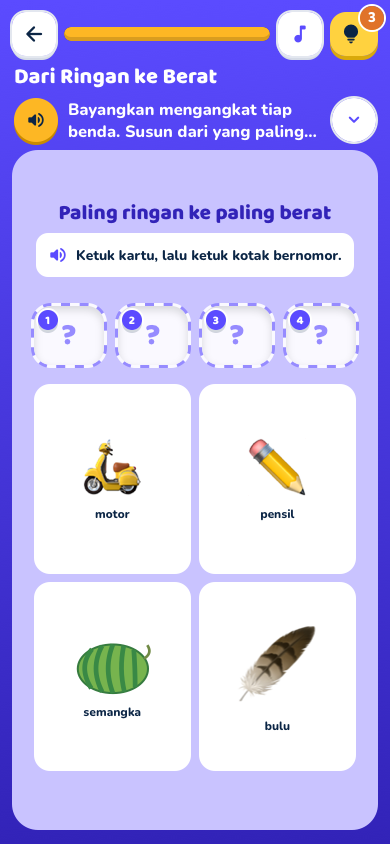 3
Dari Ringan ke Berat
Bayangkan mengangkat tiap
benda. Susun dari yang paling...
Paling ringan ke paling berat
Ketuk kartu, lalu ketuk kotak bernomor.
1 ? 2 ? 3 ? 4 ?
motor pensil
semangka bulu